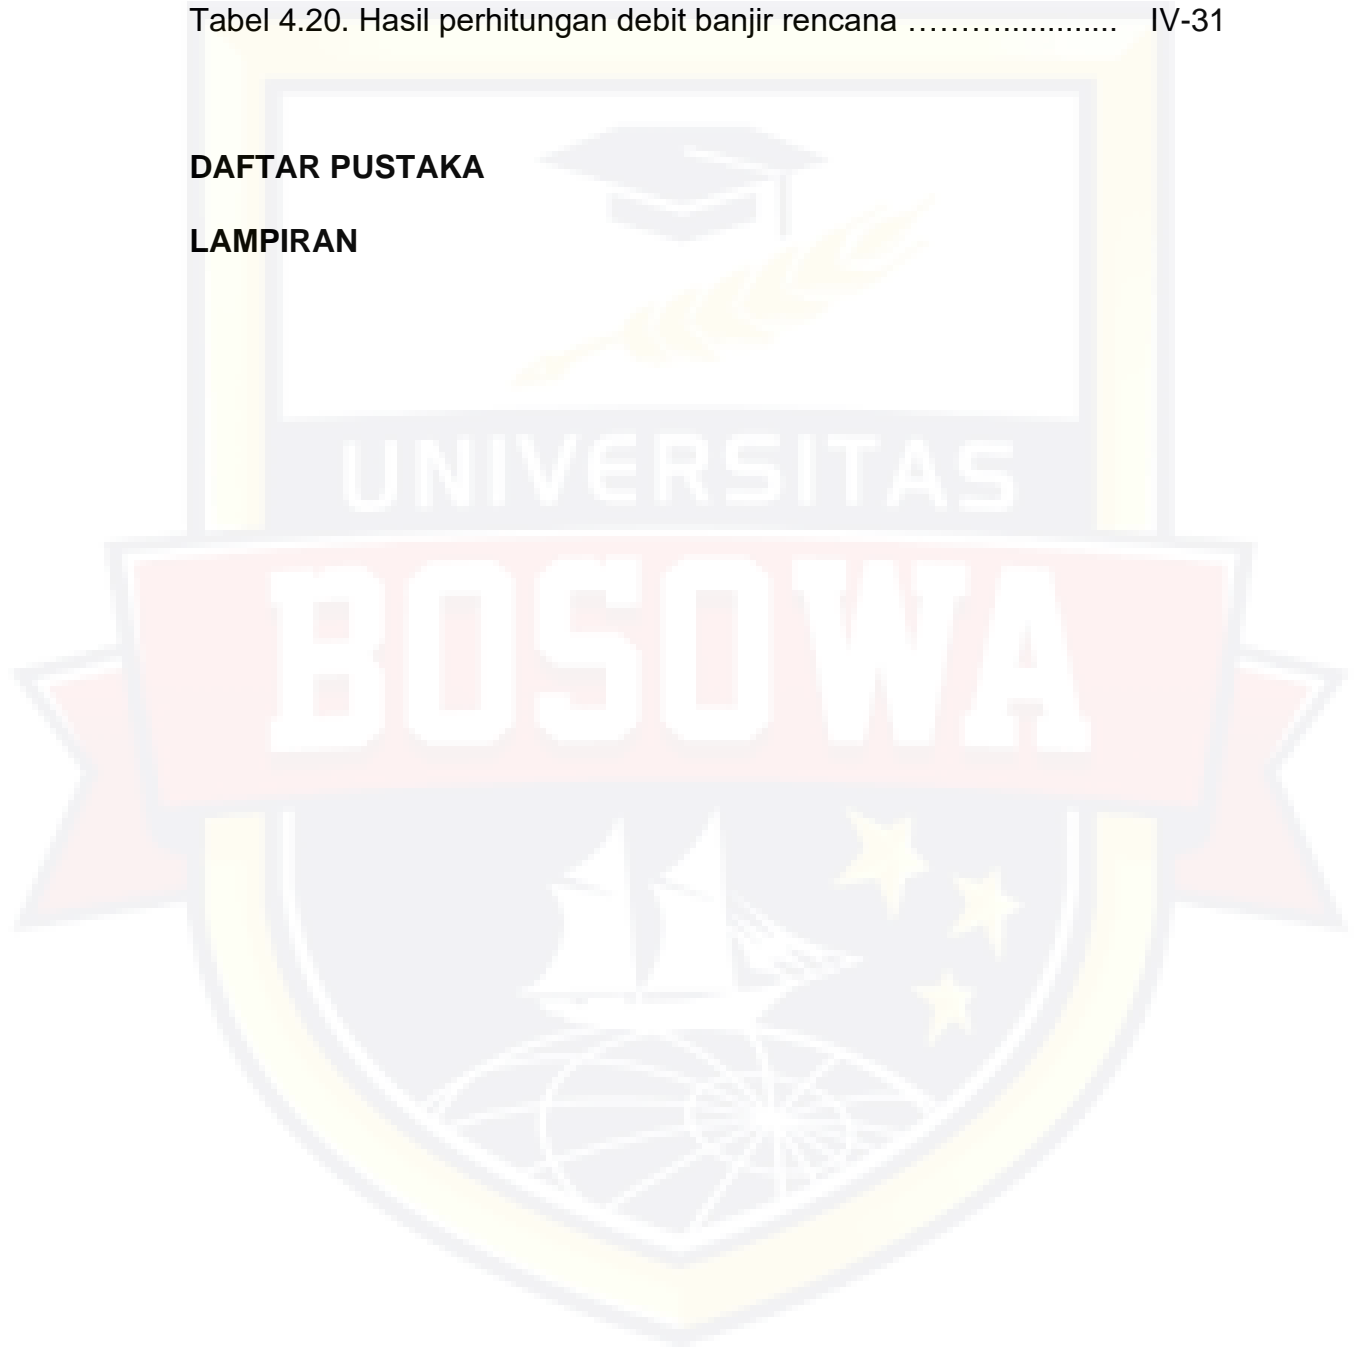 Tabel 4.20. Hasil perhitungan debit banjir rencana ………............. IV-31
DAFTAR PUSTAKA
LAMPIRAN
UNIVERSITAS
BOSOWA